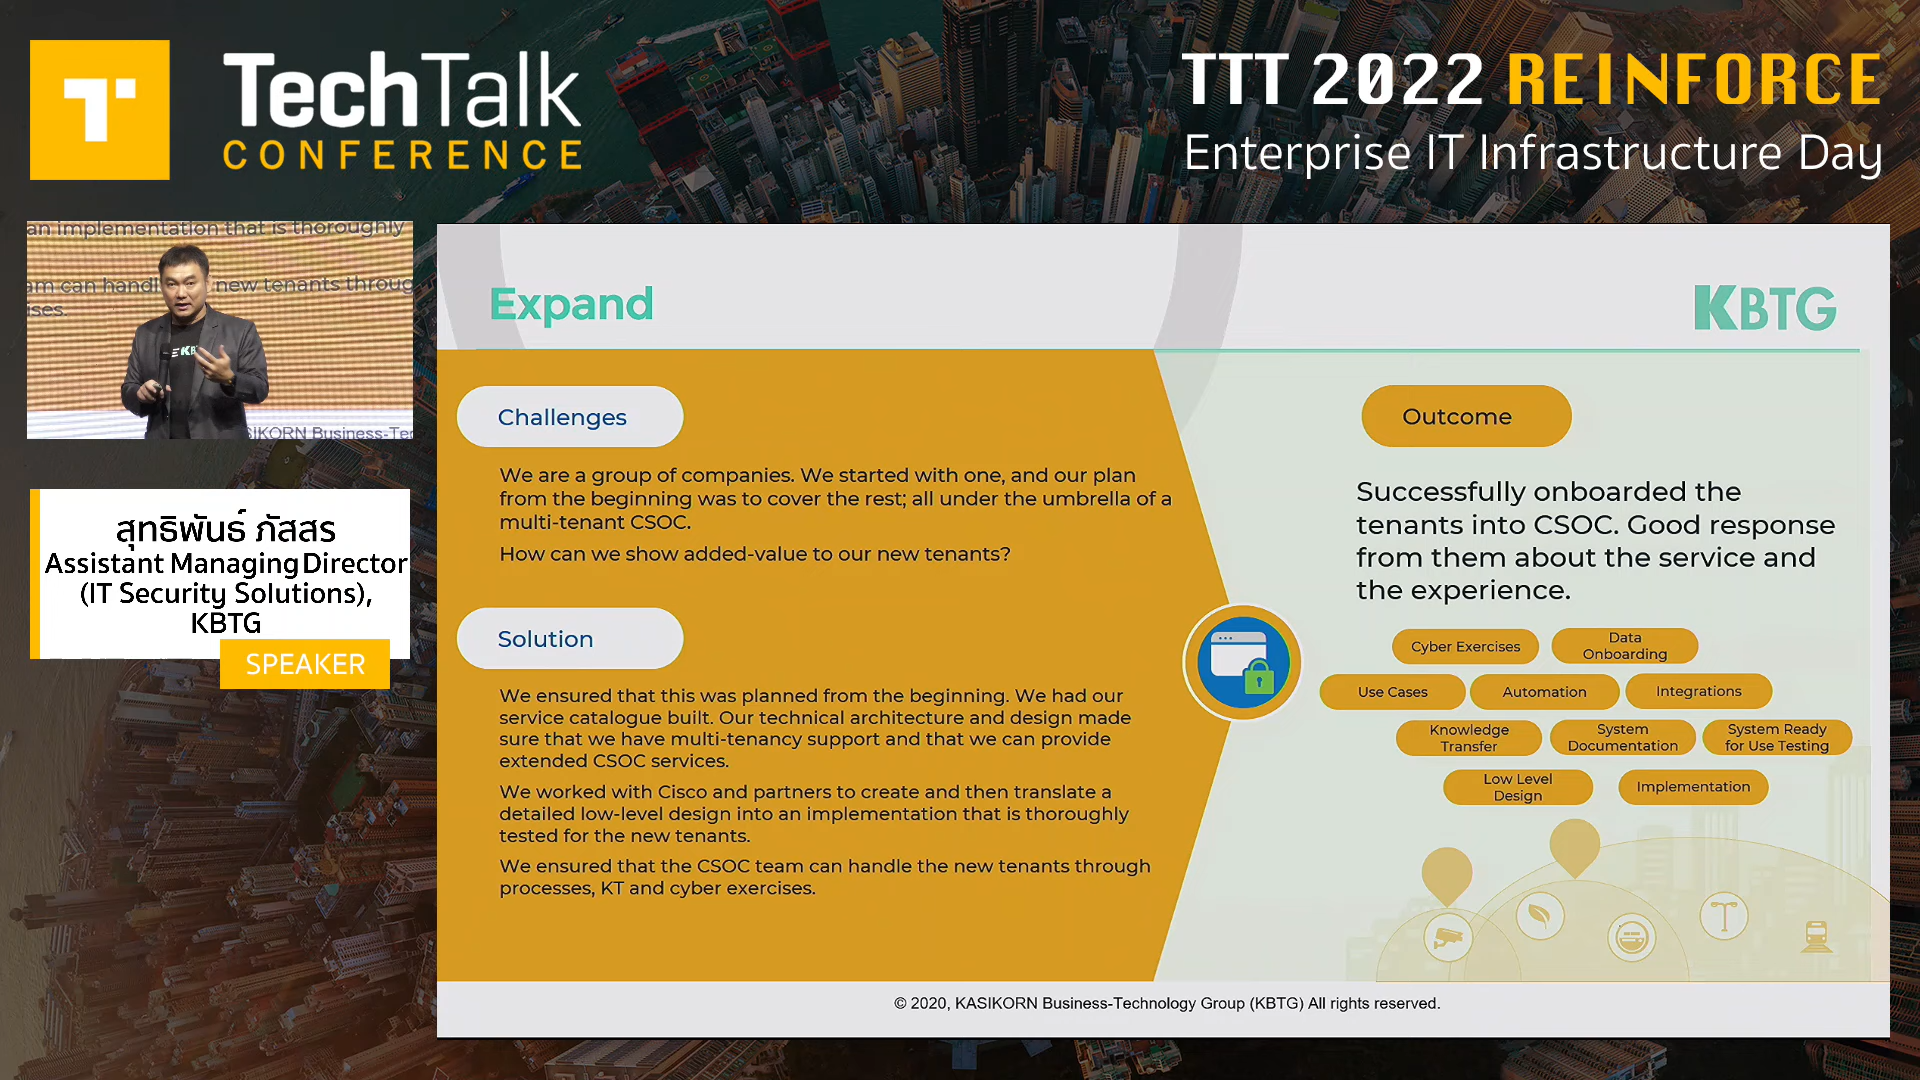 TechTalk
CONFERENCE
TTT 2022 REINFORCE
Enterprise IT Infrastructure Day
an implementation that is thoroughly
am can handl new tenants throug
ises.
KB
SIKORN Business-Tec
สุทธิพันธ์ ภัสสร
Assistant Managing Director
(IT Security Solutions),
KBTG
SPEAKER
Expand
KBTG
Challenges
We are a group of companies. We started with one, and our plan
from the beginning was to cover the rest; all under the umbrella of a
multi-tenant CSOC.
How can we show added-value to our new tenants?
Solution
We ensured that this was planned from the beginning. We had our
service catalogue built. Our technical architecture and design made
sure that we have multi-tenancy support and that we can provide
extended CSOC services.
We worked with Cisco and partners to create and then translate a
detailed low-level design into an implementation that is thoroughly
tested for the new tenants.
We ensured that the CSOC team can handle the new tenants through
processes, KT and cyber exercises.
Outcome
Successfully onboarded the
tenants into CSOC. Good response
from them about the service and
the experience.
Cyber Exercises
Data
Onboarding
Use Cases
Automation
Integrations
Knowledge
Transfer
System
Documentation
System Ready
for Use Testing
Low Level
Design
Implementation
© 2020, KASIKORN Business-Technology Group (KBTG) All rights reserved.